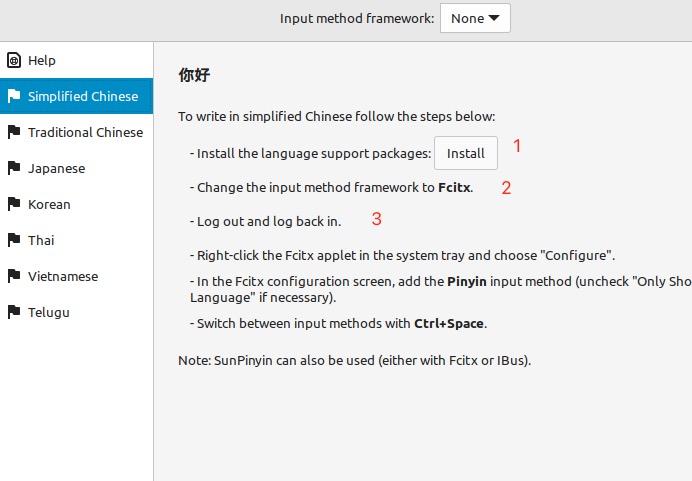 Input method framework: None
Help
Simplified Chinese
Traditional Chinese
Japanese
Korean
Thai
Vietnamese
Telugu
你好
To write in simplified Chinese follow the steps below:
- Install the language support packages: Install 1
- Change the input method framework to Fcitx. 2
- Log out and log back in. 3
- Right-click the Fcitx applet in the system tray and choose "Configure".
- In the Fcitx configuration screen, add the Pinyin input method (uncheck "Only Sho
Language" if necessary).
- Switch between input methods with Ctrl+Space.
Note: SunPinyin can also be used (either with Fcitx or IBus).